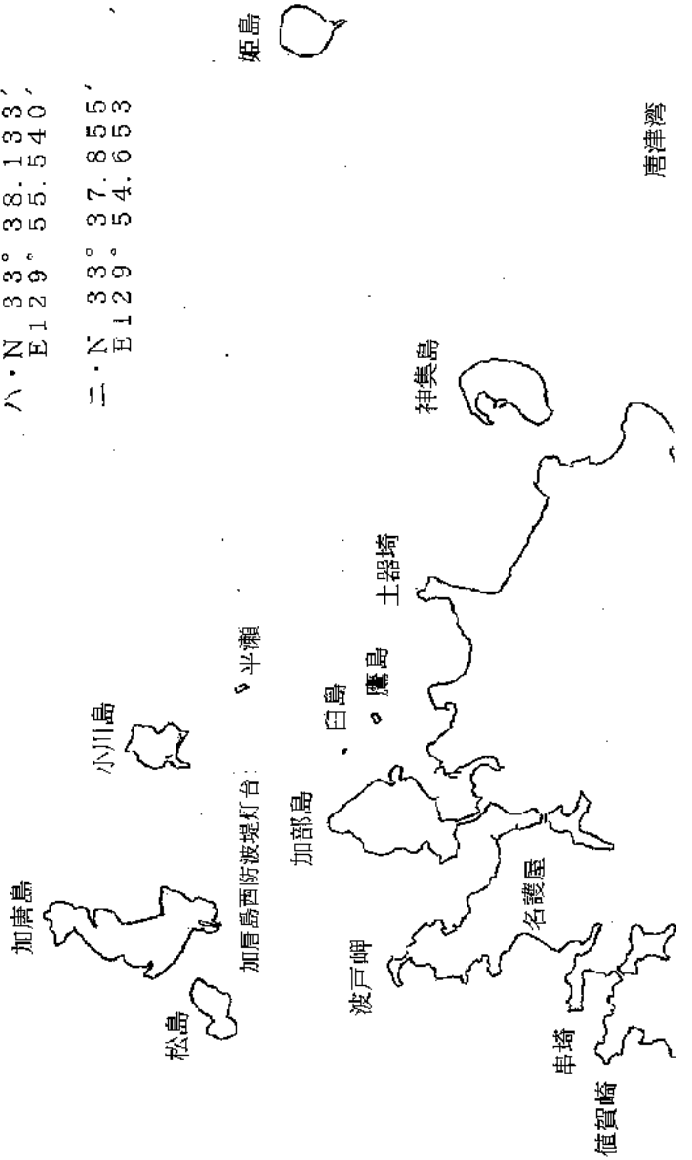 ハ・N 33° 38.133′
E129° 55.540′
ニ・N 33° 37.855′
E129° 54.653′
姫島
唐津湾
神集島
土器埼
小川島
平瀬
臼島
鷹島
加部島
加唐島
加唐島西防波堤灯台
松島
波戸岬
名護屋
串埼
値賀崎